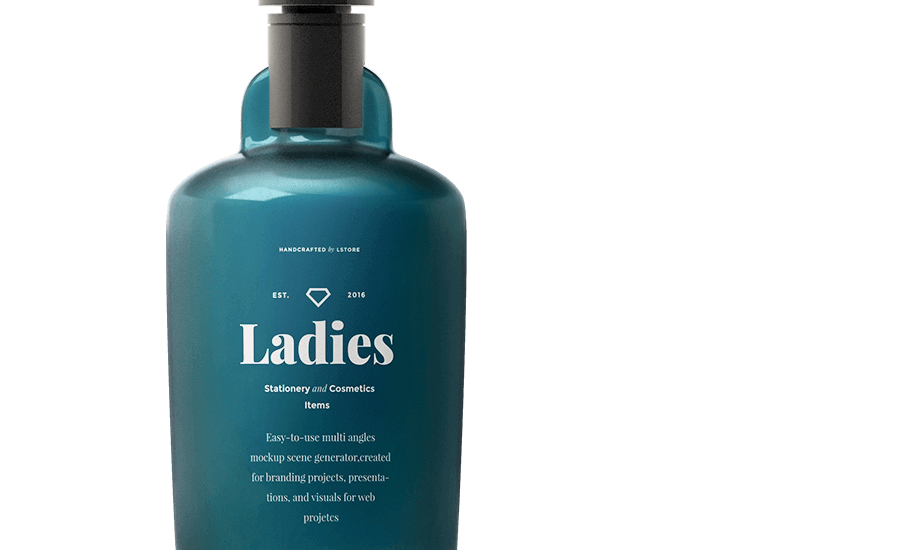 HANDCRAFTED by LSTORE
EST. 2016
Ladies
Stationery and Cosmetics
Items
Easy-to-use multi angles
mockup scene generator,created
for branding projects, presenta-
tions, and visuals for web
projetcs